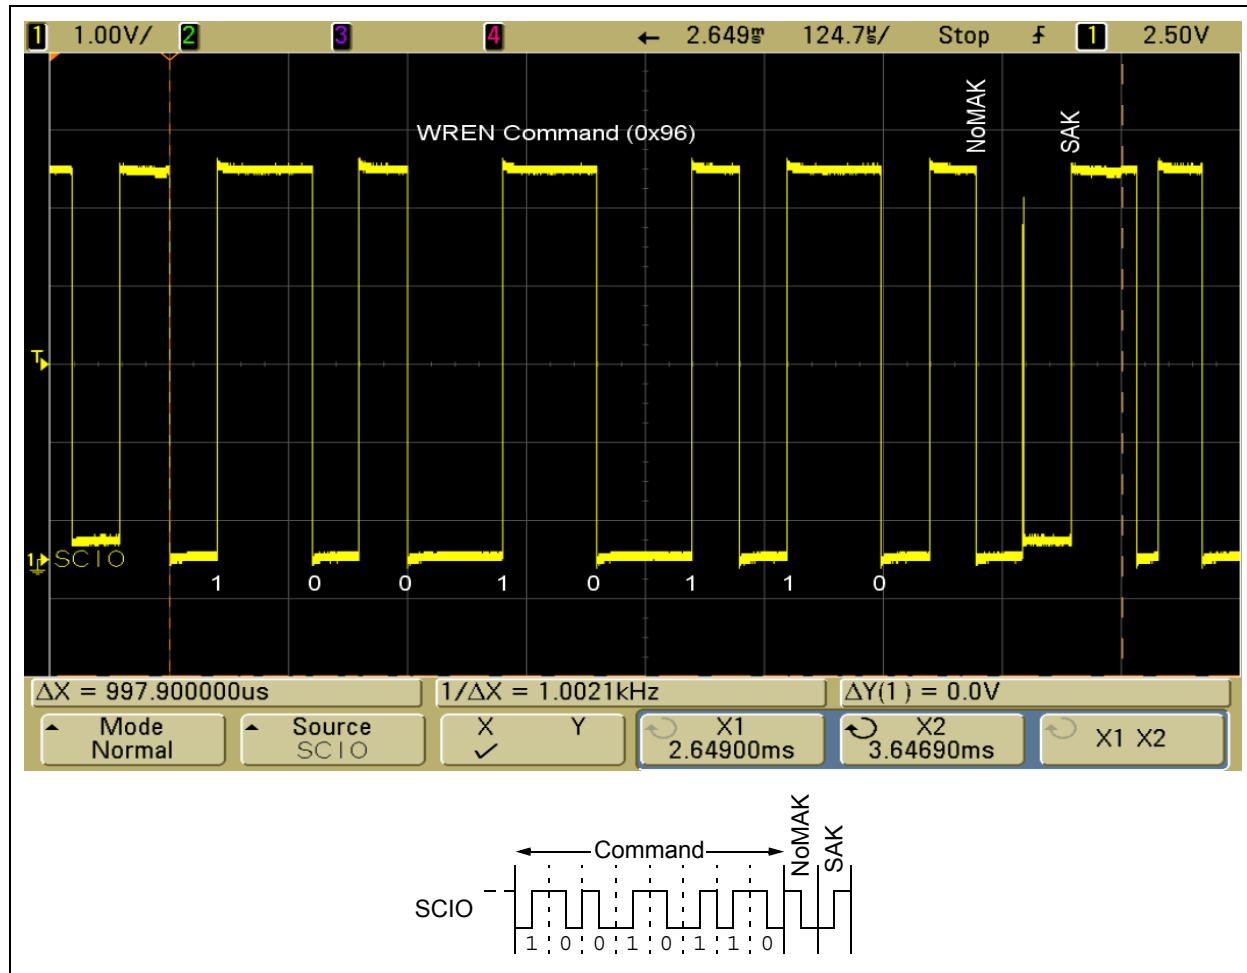 1 1.00V/ 2 3 4 ← 2.649ms 124.7us/ Stop 1 2.50V
NoMAK
SAK
WREN Command (0x96)
T
1 SCIO
1 0 0 1 0 1 1 0
ΔX = 997.900000us 1/ΔX = 1.0021kHz ΔY(1) = 0.0V
Mode Source X Y X1 X2 X1 X2
Normal SCIO ✓ 2.64900ms 3.64690ms
Command
NoMAK
SAK
SCIO
1 0 0 1 0 1 1 0